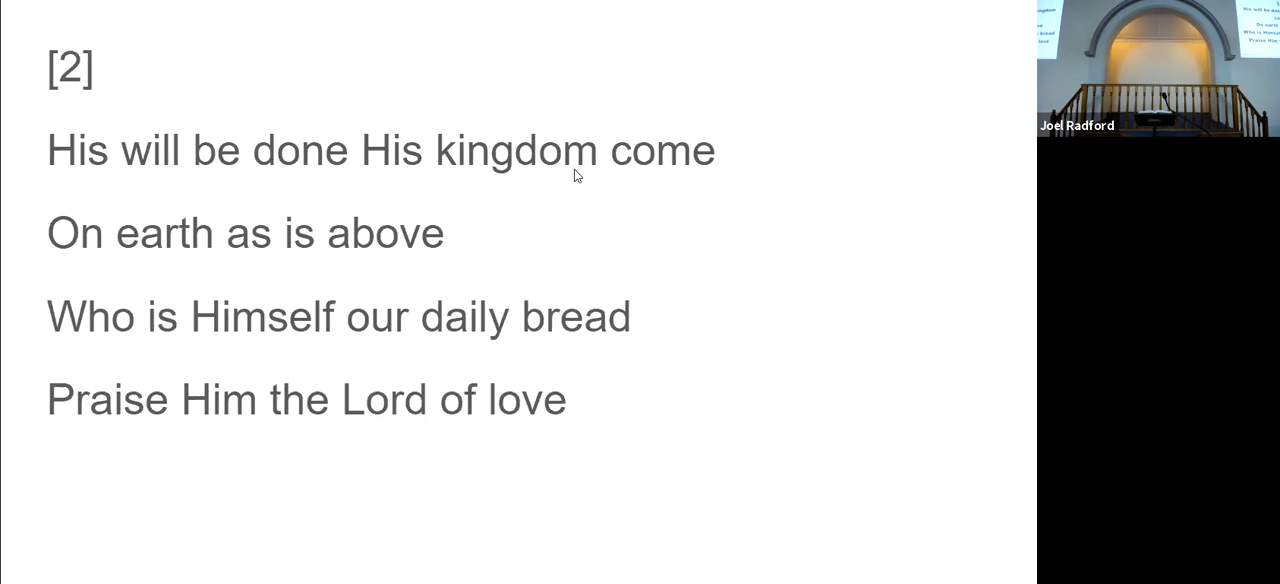 [2]
His will be done His kingdom come
On earth as is above
Who is Himself our daily bread
Praise Him the Lord of love
Joel Radford